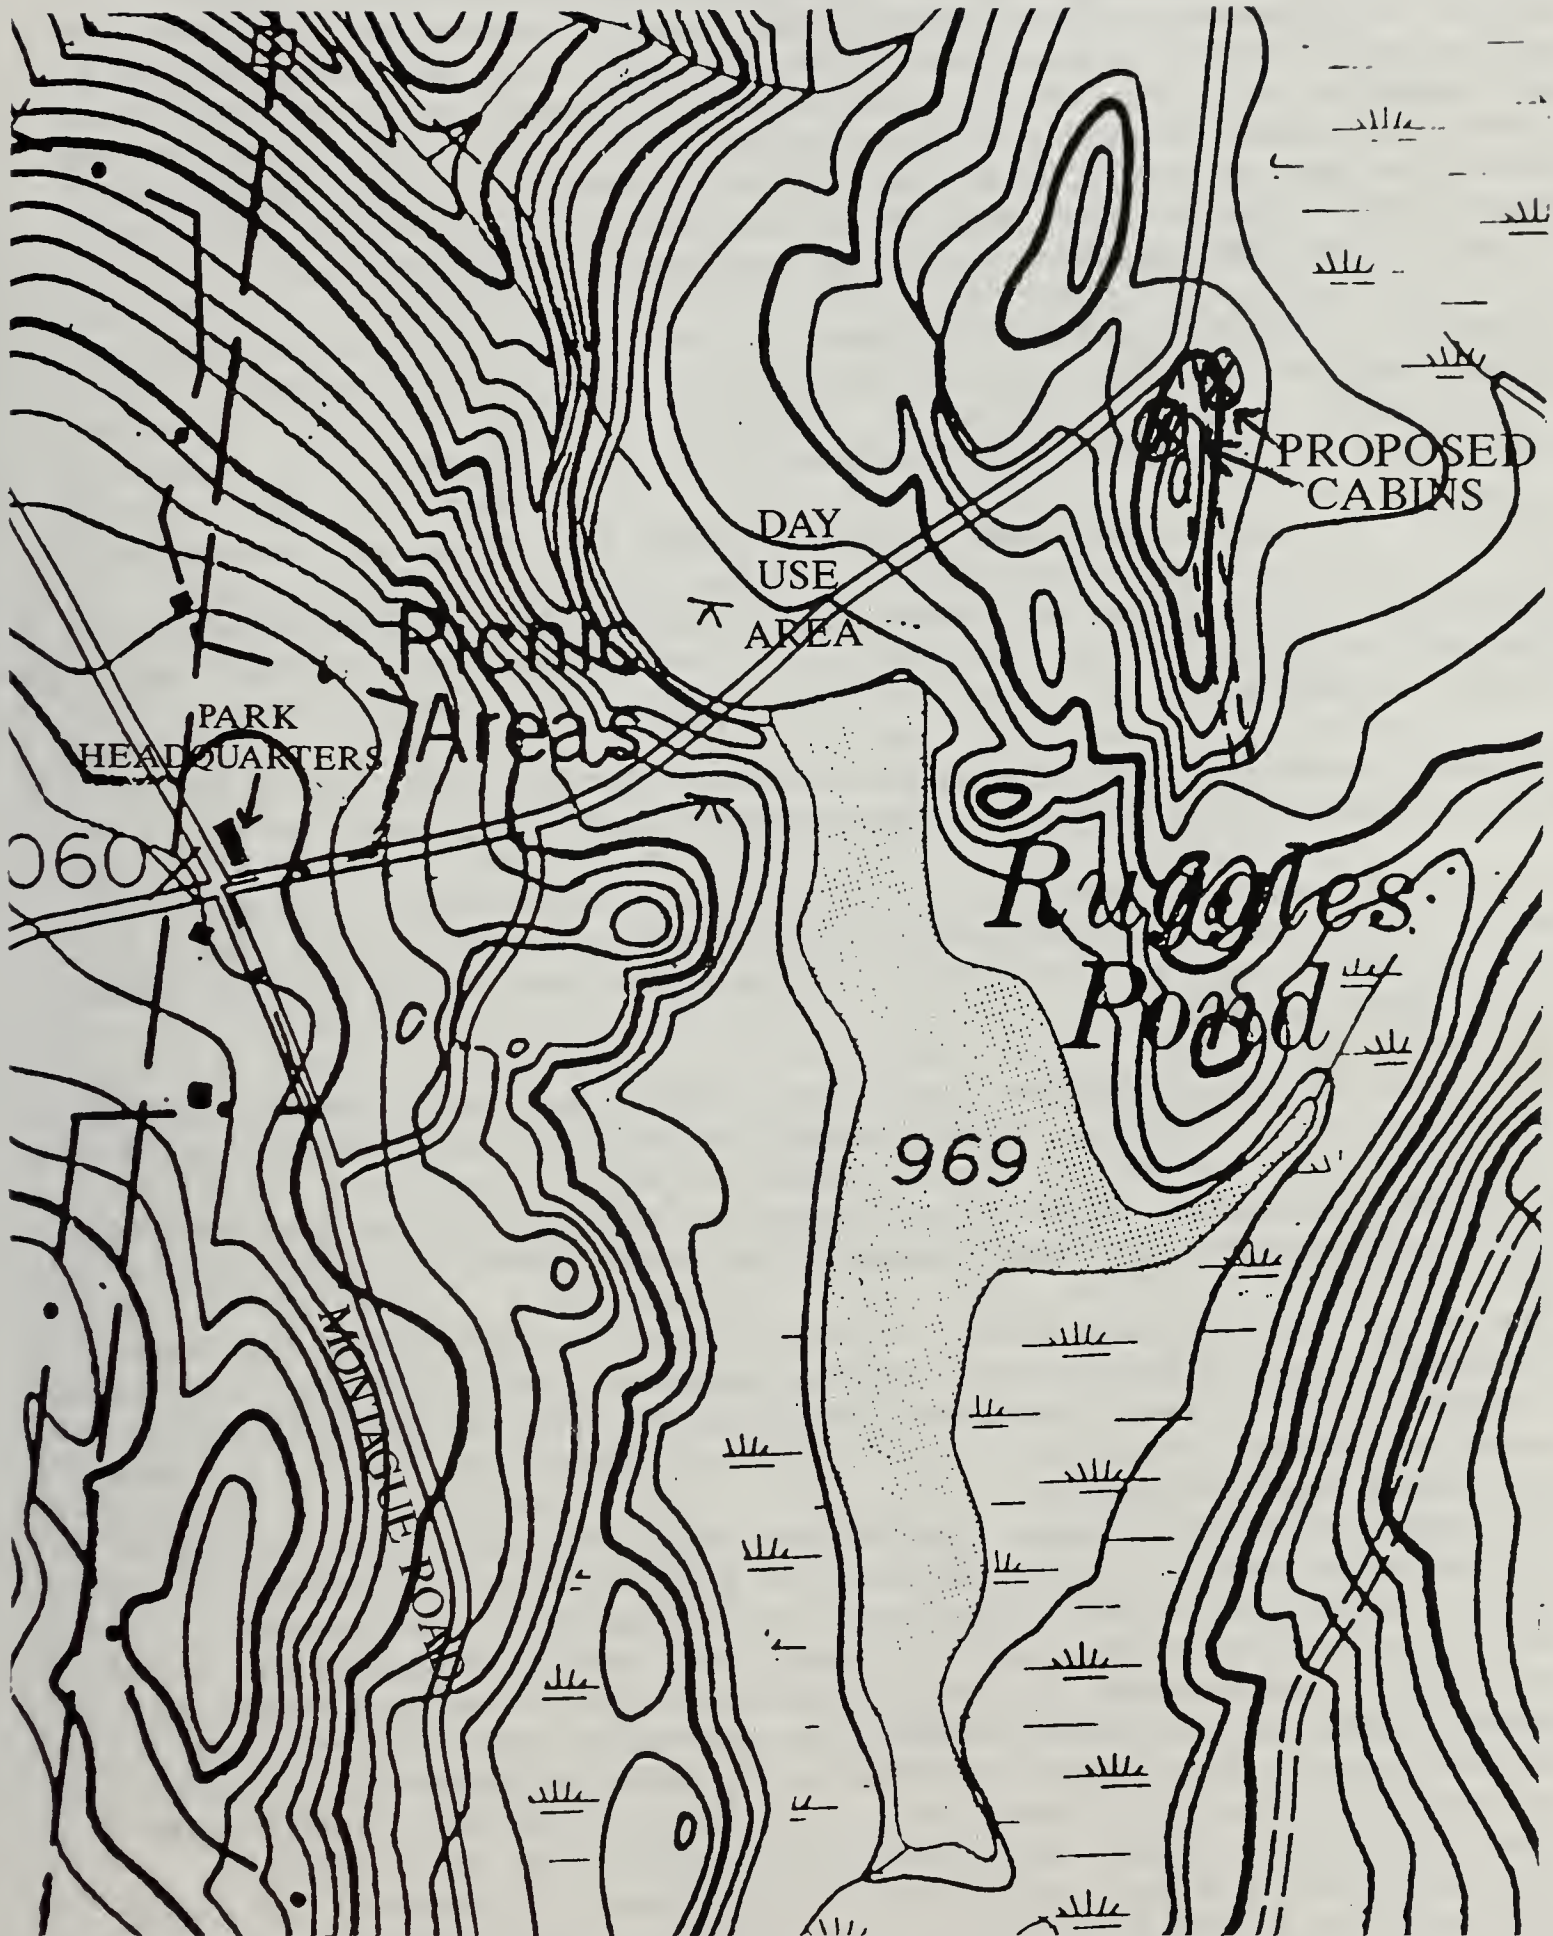 PROPOSED
CABINS
DAY
USE
AREA
Picnic
Areas
PARK
HEADQUARTERS
060
Ruggles
Pond
969
MONTAGUE ROAD